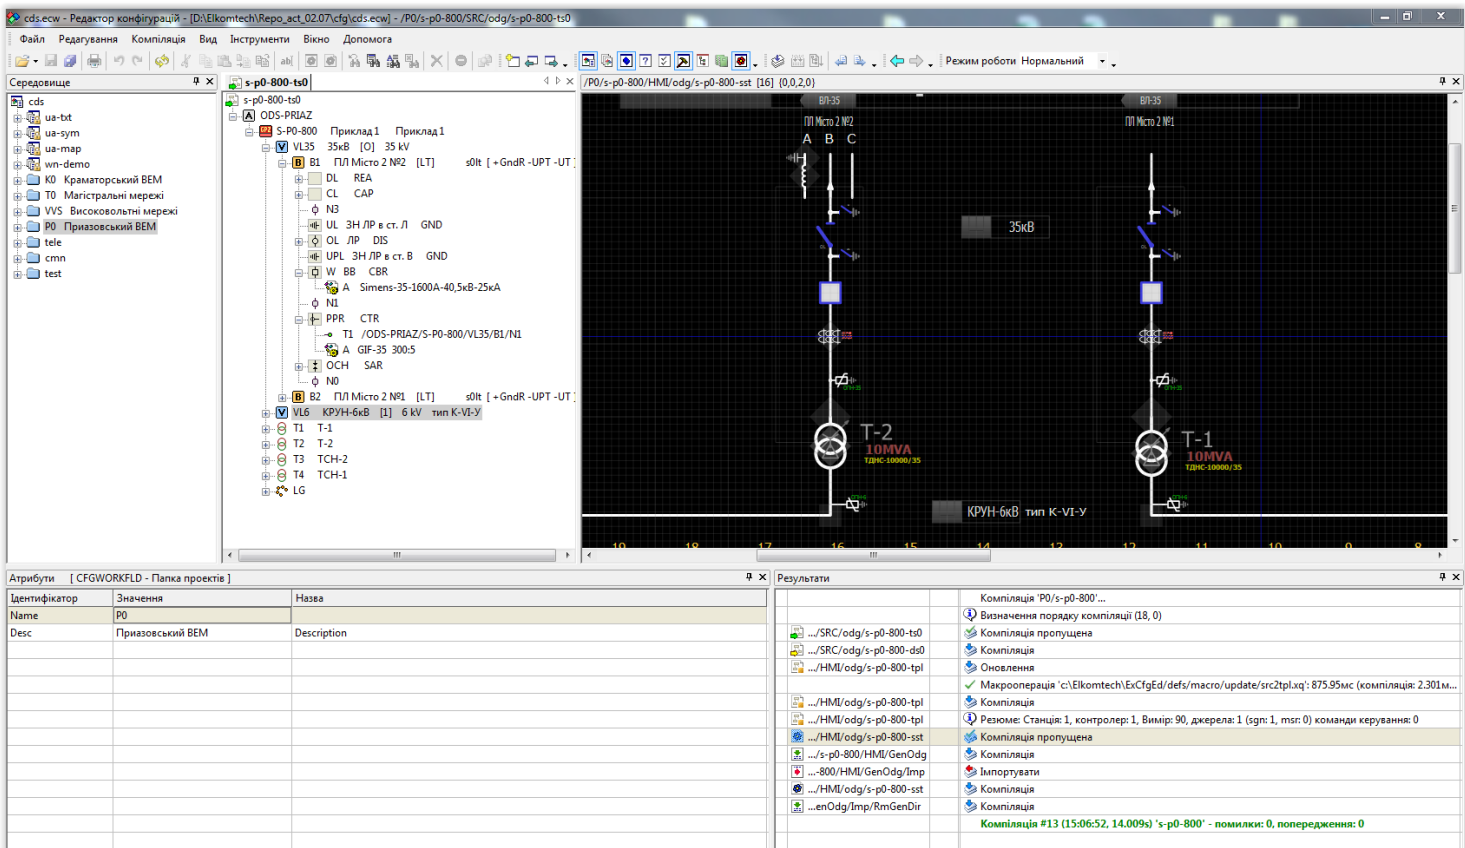 cds.ecw - Редактор конфігурацій - [D:\Elkomtech\Repo_act_02.07\cfg\cds.ecw] - /P0/s-p0-800/SRC/odg/s-p0-800-ts0
Файл Редагування Компіляція Вид Інструменти Вікно Допомога
Режим роботи Нормальний
Середовище
cds
ua-txt
ua-sym
ua-map
wn-demo
K0 Краматорський ВЕМ
T0 Магістральні мережі
VVS Високовольтні мережі
P0 Приазовський ВЕМ
tele
cmn
test
s-p0-800-ts0
s-p0-800-ts0
ODS-PRIAZ
S-P0-800 Приклад1 Приклад1
VL35 35кВ [O] 35 kV
B1 ПЛ Місто 2 №2 [LT] s0lt [ +GndR -UPT -UT ]
DL REA
CL CAP
N3
UL ЗН ЛР в ст. Л GND
OL ЛР DIS
UPL ЗН ЛР в ст. В GND
W ВВ CBR
A Simens-35-1600A-40,5кВ-25кА
N1
PPR CTR
T1 /ODS-PRIAZ/S-P0-800/VL35/B1/N1
A GIF-35 300:5
OCH SAR
N0
B2 ПЛ Місто 2 №1 [LT] s0lt [ +GndR -UPT -UT ]
VL6 КРУН-6кВ [1] 6 kV тип K-VI-У
T1 T-1
T2 T-2
T3 ТСН-2
T4 ТСН-1
LG
/P0/s-p0-800/HMI/odg/s-p0-800-sst [16] {0,0,2,0}
ВЛ-35
ВЛ-35
ПЛ Місто 2 №2
ПЛ Місто 2 №1
A B C
35кВ
T-2
10MVA
ТДНС-10000/35
T-1
10MVA
ТДНС-10000/35
КРУН-6кВ тип K-VI-У
19 18 17 16 15 14 13 12 11 10 9 8
Атрибути [ CFGWORKFLD - Папка проектів ]
Ідентифікатор Значення Назва
Name P0
Desc Приазовський ВЕМ Description
Результати
Компіляція 'P0/s-p0-800'...
Визначення порядку компіляції (18, 0)
.../SRC/odg/s-p0-800-ts0 Компіляція пропущена
.../SRC/odg/s-p0-800-ds0 Компіляція
.../HMI/odg/s-p0-800-tpl Оновлення
Макрооперація 'c:\Elkomtech\ExCfgEd/defs/macro/update/src2tpl.xq': 875.95мс (компіляція: 2.301м...
.../HMI/odg/s-p0-800-tpl Компіляція
.../HMI/odg/s-p0-800-tpl Резюме: Станція: 1, контролер: 1, Вимір: 90, джерела: 1 (sgn: 1, msr: 0) команди керування: 0
.../HMI/odg/s-p0-800-sst Компіляція пропущена
.../s-p0-800/HMI/GenOdg Компіляція
...-800/HMI/GenOdg/Imp Імпортувати
.../HMI/odg/s-p0-800-sst Компіляція
...enOdg/Imp/RmGenDir Компіляція
Компіляція #13 (15:06:52, 14.009s) 's-p0-800' - помилки: 0, попередження: 0